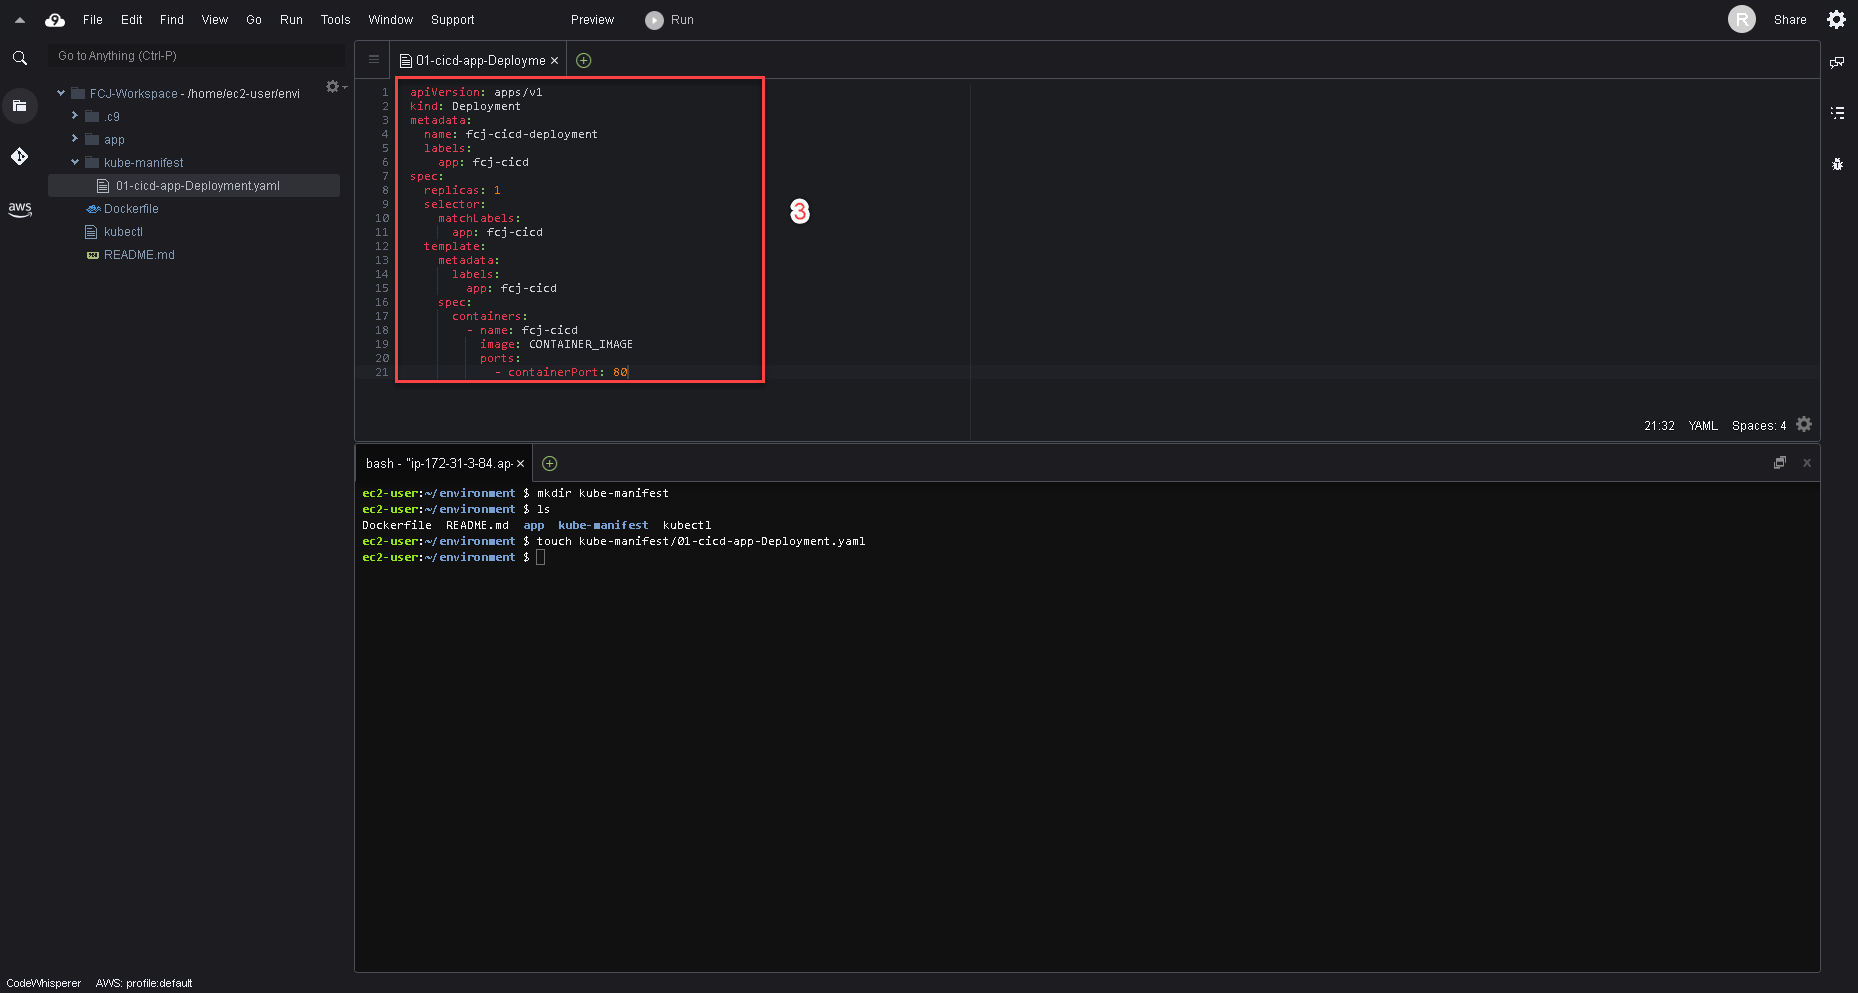 File Edit Find View Go Run Tools Window Support Preview Run R Share
Go to Anything (Ctrl-P)
FCJ-Workspace - /home/ec2-user/envi
.c9
app
kube-manifest
01-cicd-app-Deployment.yaml
Dockerfile
kubectl
README.md
aws
01-cicd-app-Deployme
1 apiVersion: apps/v1
2 kind: Deployment
3 metadata:
4 name: fcj-cicd-deployment
5 labels:
6 app: fcj-cicd
7 spec:
8 replicas: 1
9 selector:
10 matchLabels:
11 app: fcj-cicd
12 template:
13 metadata:
14 labels:
15 app: fcj-cicd
16 spec:
17 containers:
18 - name: fcj-cicd
19 image: CONTAINER_IMAGE
20 ports:
21 - containerPort: 80
3
21:32 YAML Spaces: 4
bash - "ip-172-31-3-84.ap-
ec2-user:~/environment $ mkdir kube-manifest
ec2-user:~/environment $ ls
Dockerfile README.md app kube-manifest kubectl
ec2-user:~/environment $ touch kube-manifest/01-cicd-app-Deployment.yaml
ec2-user:~/environment $
CodeWhisperer AWS: profile:default